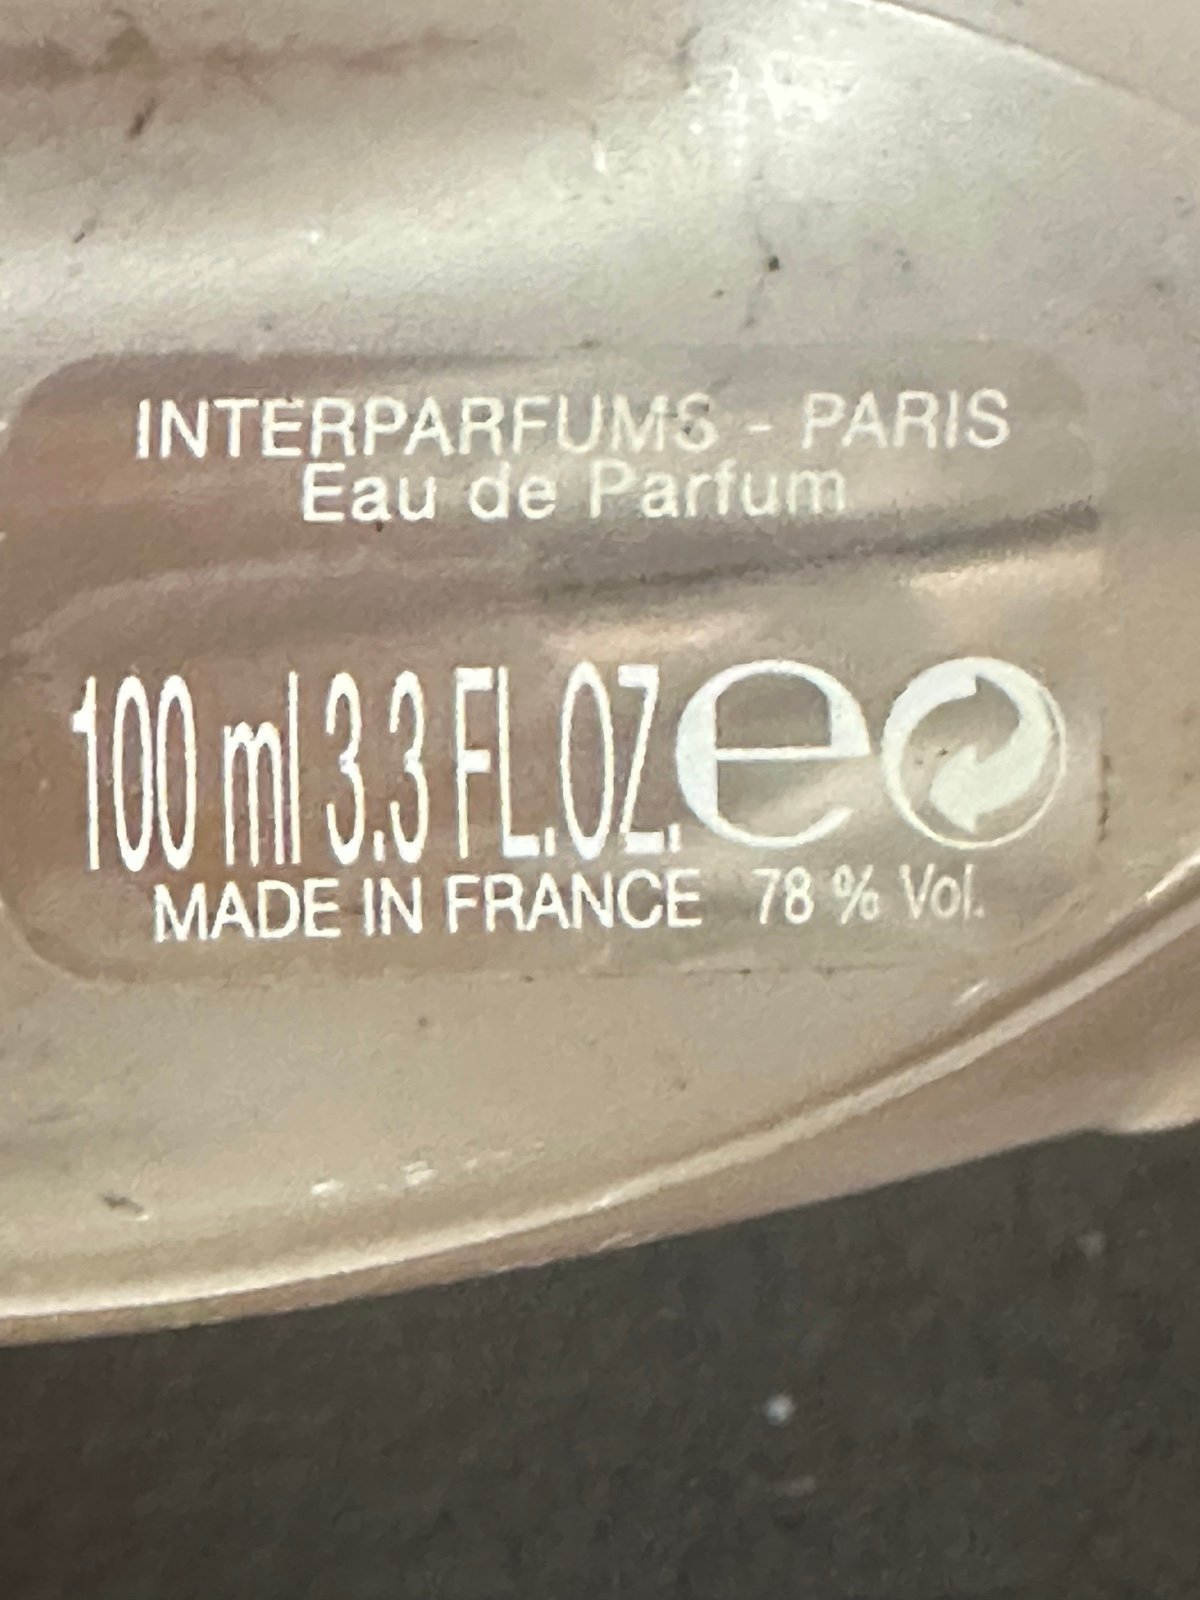 INTERPARFUMS - PARIS
Eau de Parfum
100 ml 3.3 FL.OZ. e
MADE IN FRANCE 78 % Vol.